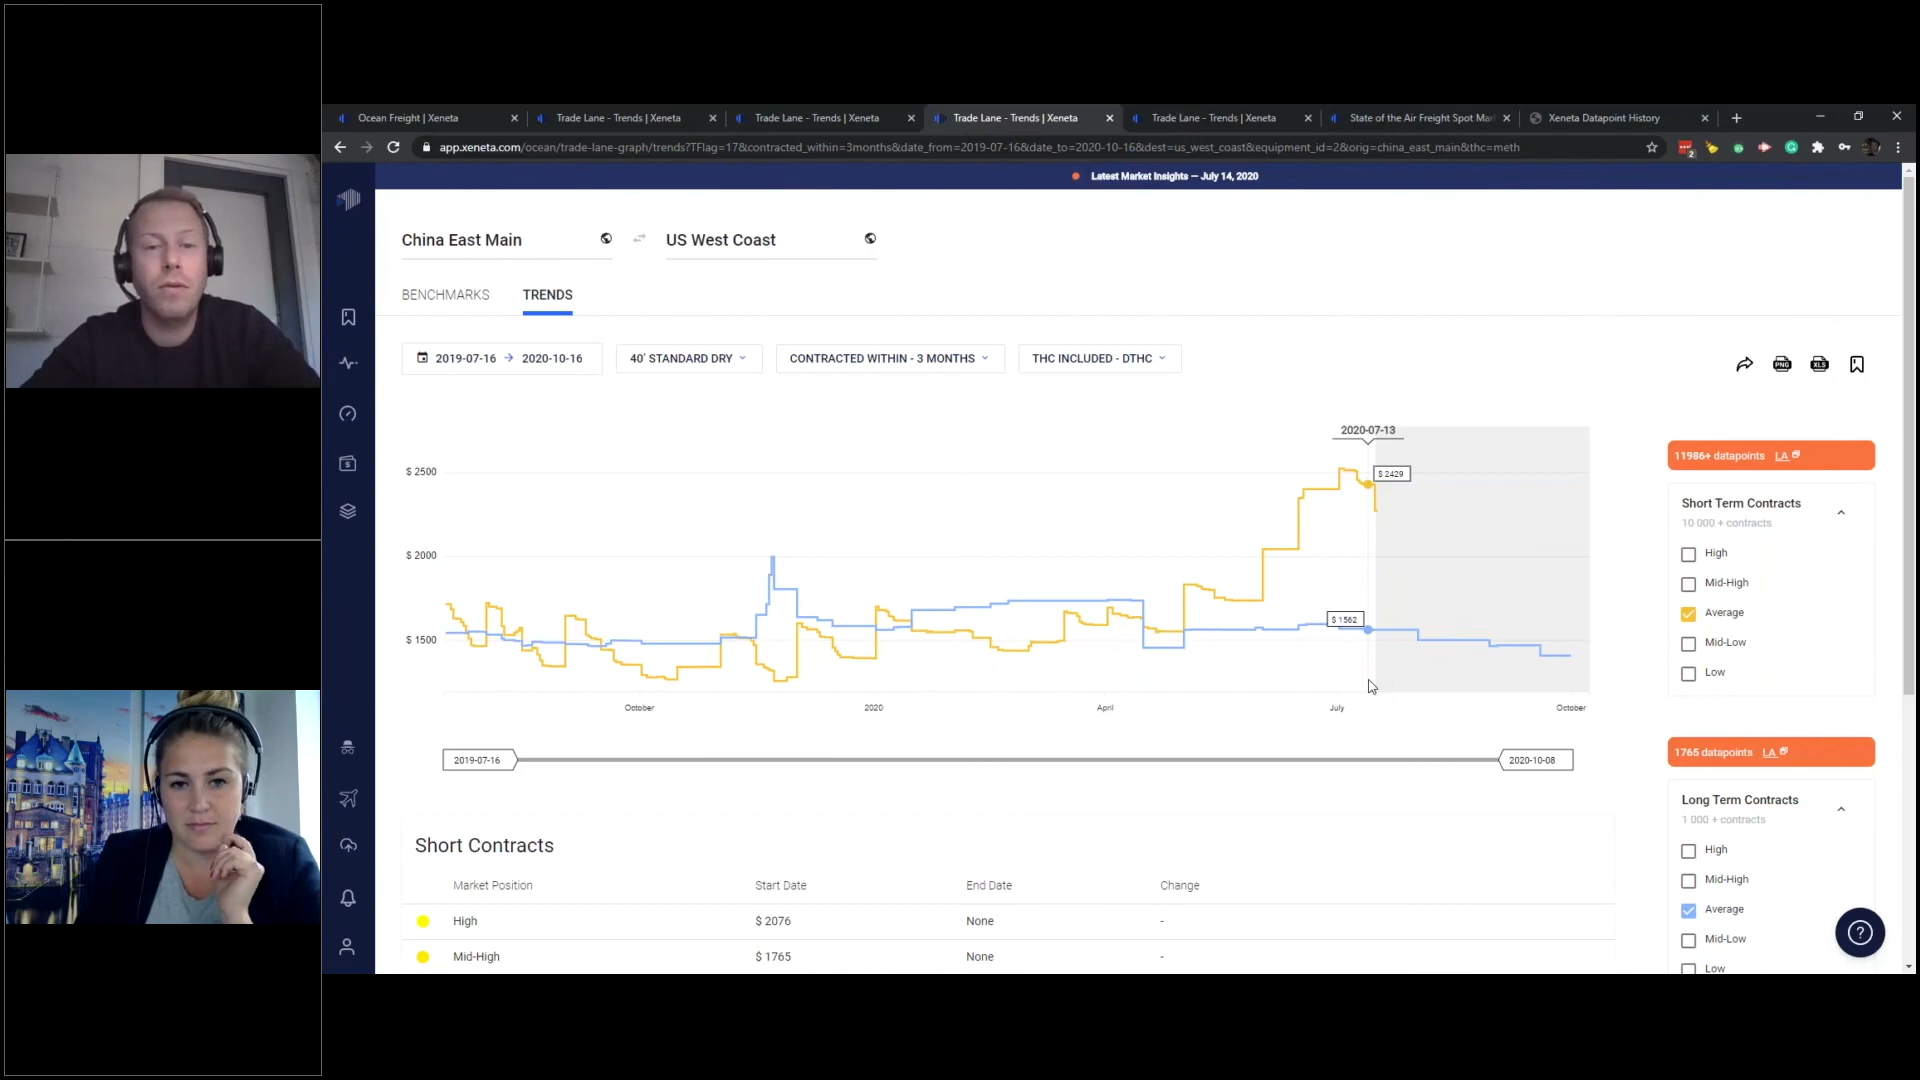 Ocean Freight | Xeneta
Trade Lane - Trends | Xeneta
Trade Lane - Trends | Xeneta
Trade Lane - Trends | Xeneta
Trade Lane - Trends | Xeneta
State of the Air Freight Spot Mar
Xeneta Datapoint History
app.xeneta.com/ocean/trade-lane-graph/trends?TFlag=17&contracted_within=3months&date_from=2019-07-16&date_to=2020-10-16&dest=us_west_coast&equipment_id=2&orig=china_east_main&thc=meth
2
Latest Market Insights — July 14, 2020
China East Main
US West Coast
BENCHMARKS
TRENDS
2019-07-16 → 2020-10-16
40' STANDARD DRY
CONTRACTED WITHIN - 3 MONTHS
THC INCLUDED - DTHC
PNG
XLS
2020-07-13
$ 2500
$ 2429
$ 2000
$ 1562
$ 1500
October
2020
April
July
October
2019-07-16
2020-10-08
11986+ datapoints LA
Short Term Contracts
10 000 + contracts
High
Mid-High
Average
Mid-Low
Low
1765 datapoints LA
Long Term Contracts
1 000 + contracts
High
Mid-High
Average
Mid-Low
Low
?
Short Contracts
Market Position Start Date End Date Change
High $ 2076 None -
Mid-High $ 1765 None -